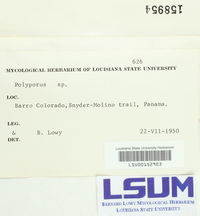 158954
626
MYCOLOGICAL HERBARIUM OF LOUISIANA STATE UNIVERSITY
Polyporus sp.
LOC.
Barro Colorado,Snyder-Molino trail, Panama.
LEG.
& B. Lowy 22-VII-1950
DET.
Louisiana State University Herbarium
LSU00152903
LSUM
BERNARD LOWY MYCOLOGICAL HERBARIUM
LOUISIANA STATE UNIVERSITY